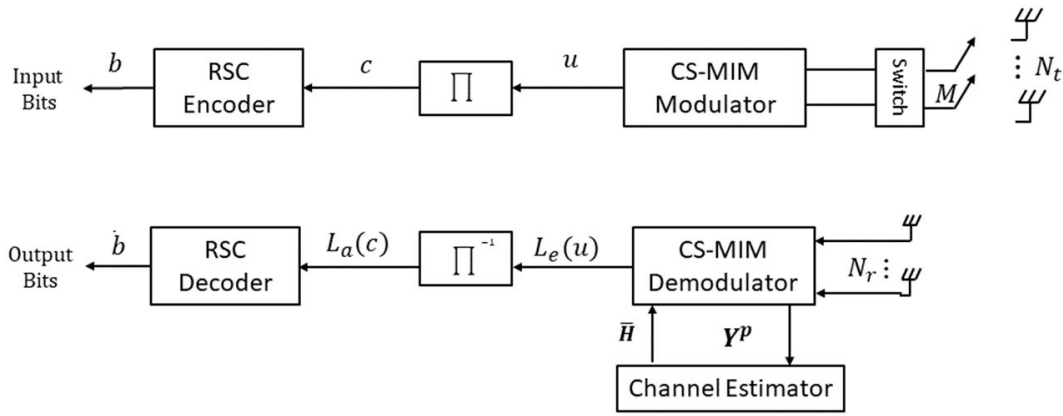 Input
Bits
b
RSC
Encoder
c
∏
u
CS-MIM
Modulator
Switch
M
⋮ N_t
Output
Bits
ḃ
RSC
Decoder
L_a(c)
∏^{-1}
L_e(u)
CS-MIM
Demodulator
N_r ⋮
H̄
Y^p
Channel Estimator